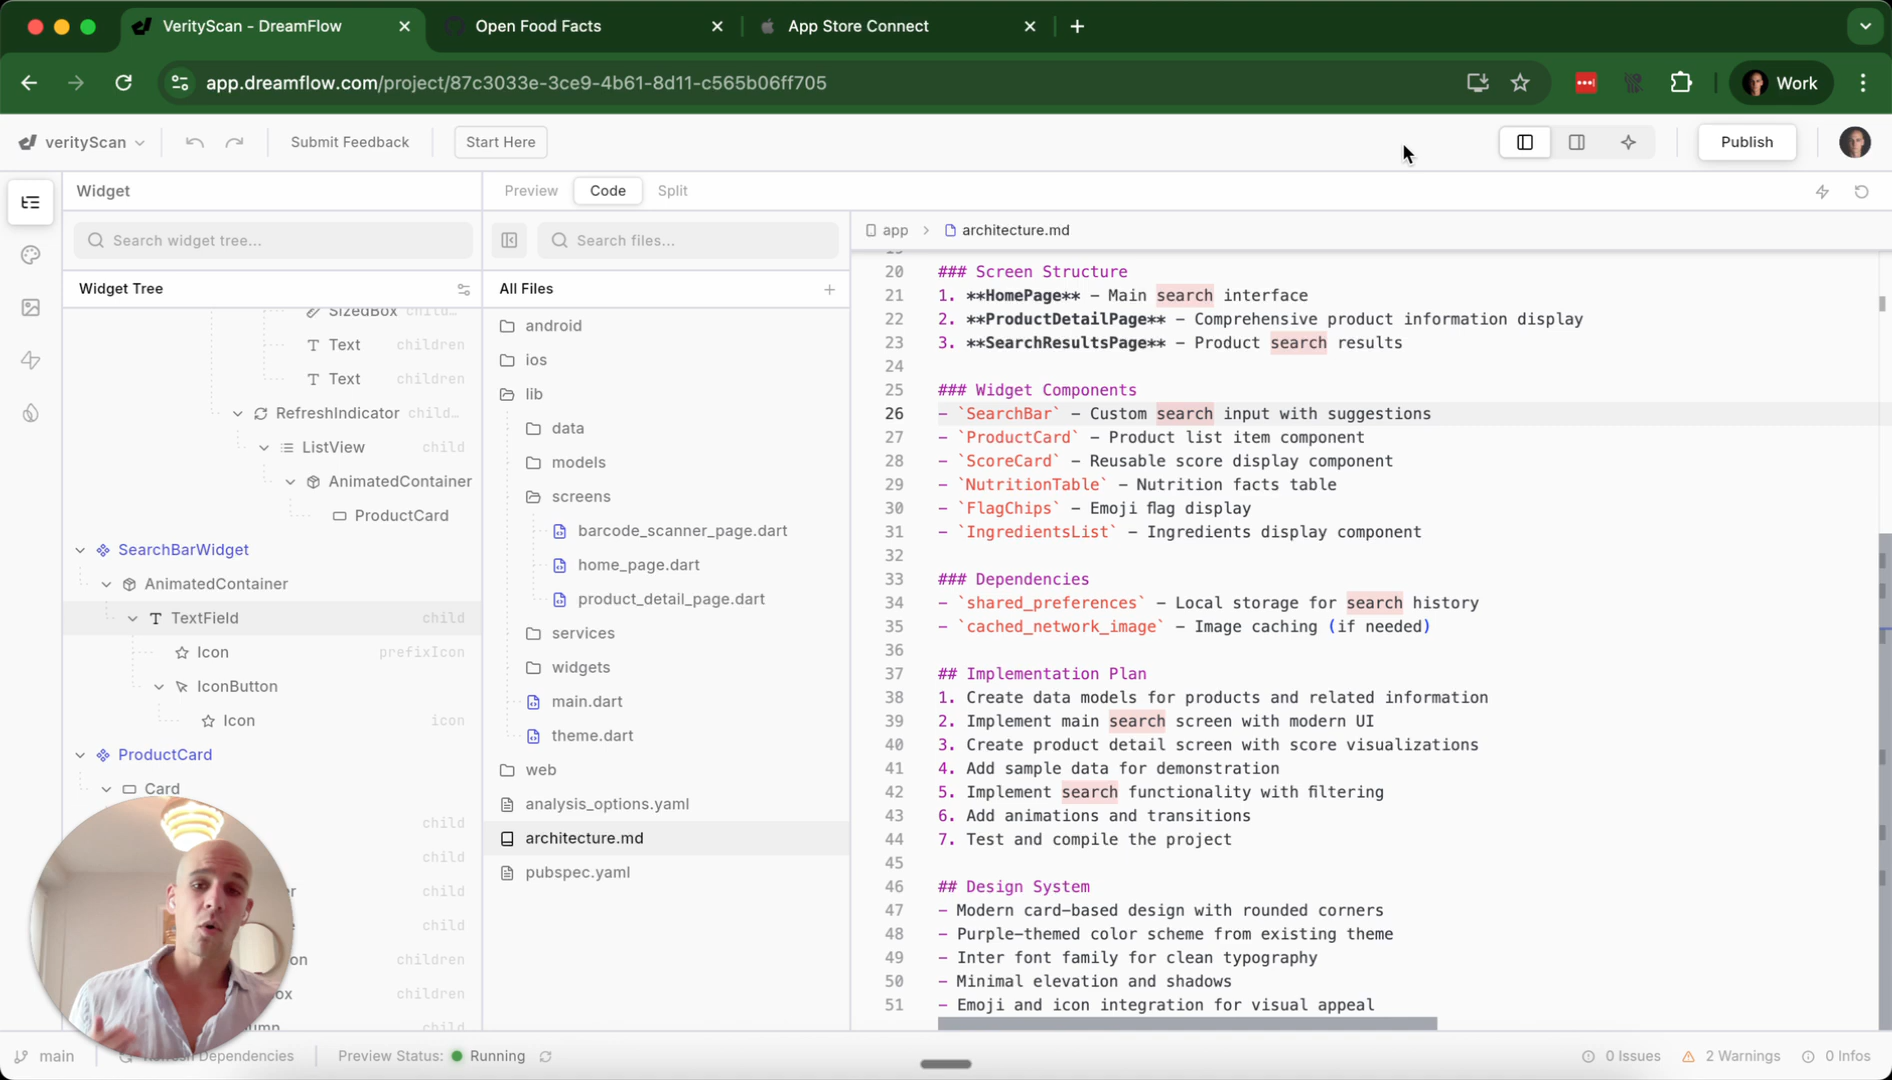 VerityScan - DreamFlow
Open Food Facts
App Store Connect
app.dreamflow.com/project/87c3033e-3ce9-4b61-8d11-c565b06ff705
Work
verityScan
Submit Feedback
Start Here
Publish
Widget
Preview
Code
Split
Search widget tree...
Search files...
app > architecture.md
Widget Tree
All Files
SizedBox child...
Text children
Text children
RefreshIndicator child...
ListView child
AnimatedContainer
ProductCard
SearchBarWidget
AnimatedContainer
TextField child
Icon prefixIcon
IconButton
Icon icon
ProductCard
Card
child
child
child
child
children
children
child
android
ios
lib
data
models
screens
barcode_scanner_page.dart
home_page.dart
product_detail_page.dart
services
widgets
main.dart
theme.dart
web
analysis_options.yaml
architecture.md
pubspec.yaml
20 ### Screen Structure
21 1. **HomePage** - Main search interface
22 2. **ProductDetailPage** - Comprehensive product information display
23 3. **SearchResultsPage** - Product search results
24
25 ### Widget Components
26 - `SearchBar` - Custom search input with suggestions
27 - `ProductCard` - Product list item component
28 - `ScoreCard` - Reusable score display component
29 - `NutritionTable` - Nutrition facts table
30 - `FlagChips` - Emoji flag display
31 - `IngredientsList` - Ingredients display component
32
33 ### Dependencies
34 - `shared_preferences` - Local storage for search history
35 - `cached_network_image` - Image caching (if needed)
36
37 ## Implementation Plan
38 1. Create data models for products and related information
39 2. Implement main search screen with modern UI
40 3. Create product detail screen with score visualizations
41 4. Add sample data for demonstration
42 5. Implement search functionality with filtering
43 6. Add animations and transitions
44 7. Test and compile the project
45
46 ## Design System
47 - Modern card-based design with rounded corners
48 - Purple-themed color scheme from existing theme
49 - Inter font family for clean typography
50 - Minimal elevation and shadows
51 - Emoji and icon integration for visual appeal
main
Dependencies
Preview Status: Running
0 Issues
2 Warnings
0 Infos